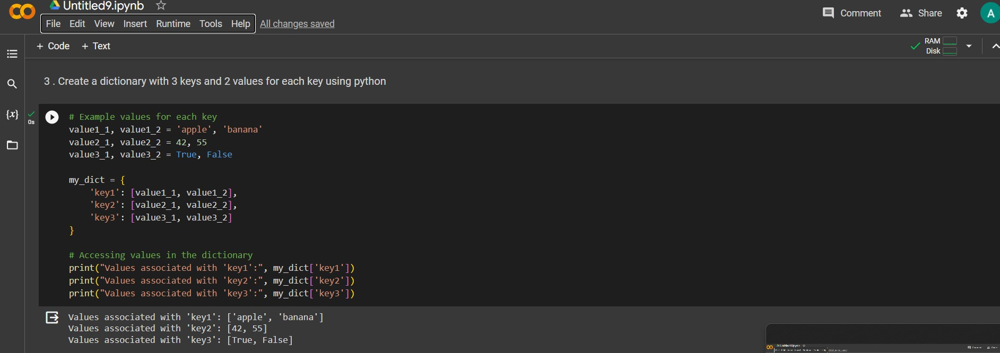 Untitled9.ipynb
File Edit View Insert Runtime Tools Help All changes saved
Comment Share A
+ Code + Text
RAM
Disk
3 . Create a dictionary with 3 keys and 2 values for each key using python
{x}
0s
# Example values for each key
value1_1, value1_2 = 'apple', 'banana'
value2_1, value2_2 = 42, 55
value3_1, value3_2 = True, False
my_dict = {
'key1': [value1_1, value1_2],
'key2': [value2_1, value2_2],
'key3': [value3_1, value3_2]
}
# Accessing values in the dictionary
print("Values associated with 'key1':", my_dict['key1'])
print("Values associated with 'key2':", my_dict['key2'])
print("Values associated with 'key3':", my_dict['key3'])
Values associated with 'key1': ['apple', 'banana']
Values associated with 'key2': [42, 55]
Values associated with 'key3': [True, False]